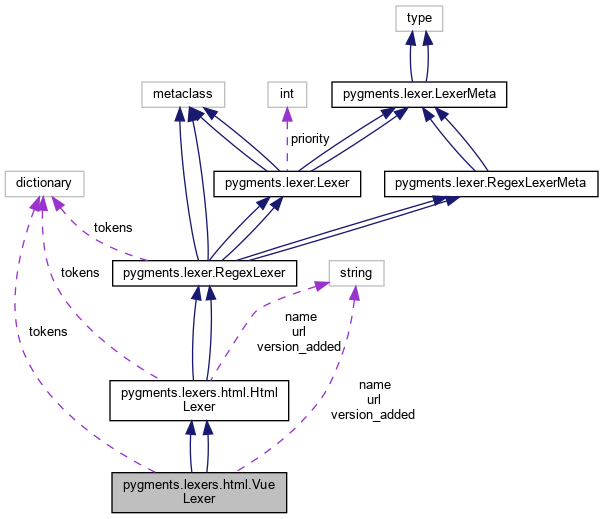 type
metaclass
int
pygments.lexer.LexerMeta
priority
dictionary
pygments.lexer.Lexer
pygments.lexer.RegexLexerMeta
tokens
pygments.lexer.RegexLexer
string
tokens
name
url
version_added
tokens
pygments.lexers.html.Html
Lexer
name
url
version_added
pygments.lexers.html.Vue
Lexer